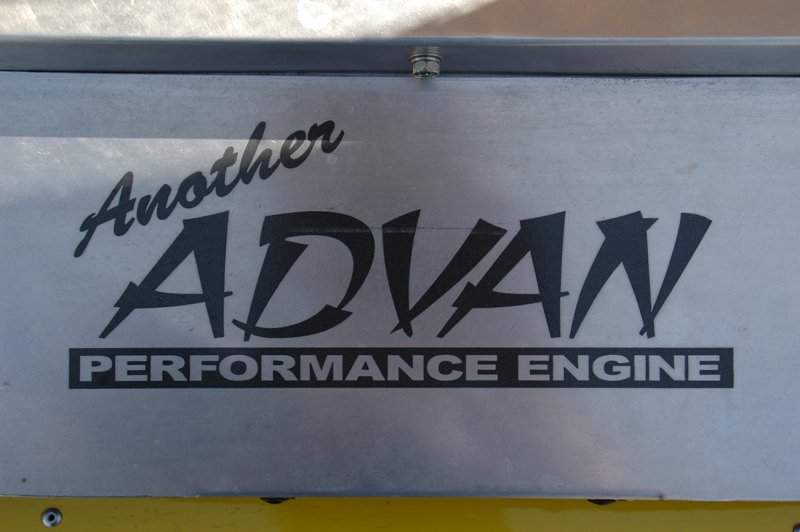 Another
ADVAN
PERFORMANCE ENGINE